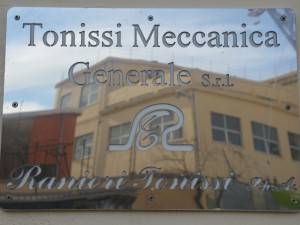 Tonissi Meccanica
Generale s.r.l.
Ranieri Tonissi